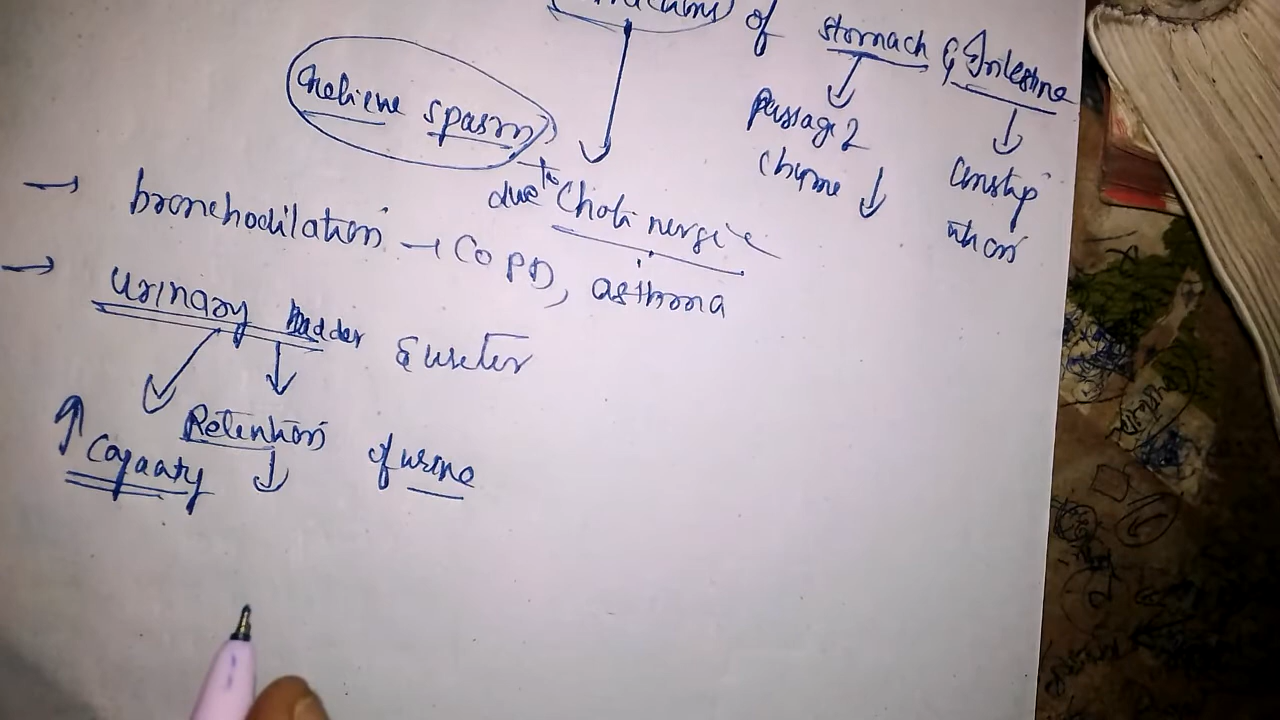 of stomach & Intestine
relieve spasm
passage
chyme ↓
constip
ation
due to cholinergic
→ bronchodilation → COPD, asthma
→ urinary bladder & ureter
↑ capacity
Retention of urine